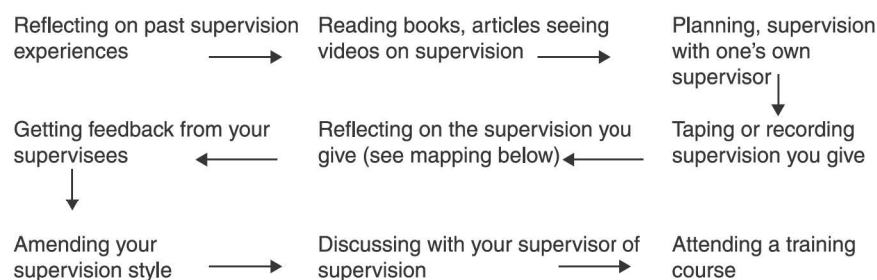 Reflecting on past supervision
experiences
Reading books, articles seeing
videos on supervision
Planning, supervision
with one's own
supervisor
Taping or recording
supervision you give
Reflecting on the supervision you
give (see mapping below)
Getting feedback from your
supervisees
Amending your
supervision style
Discussing with your supervisor of
supervision
Attending a training
course